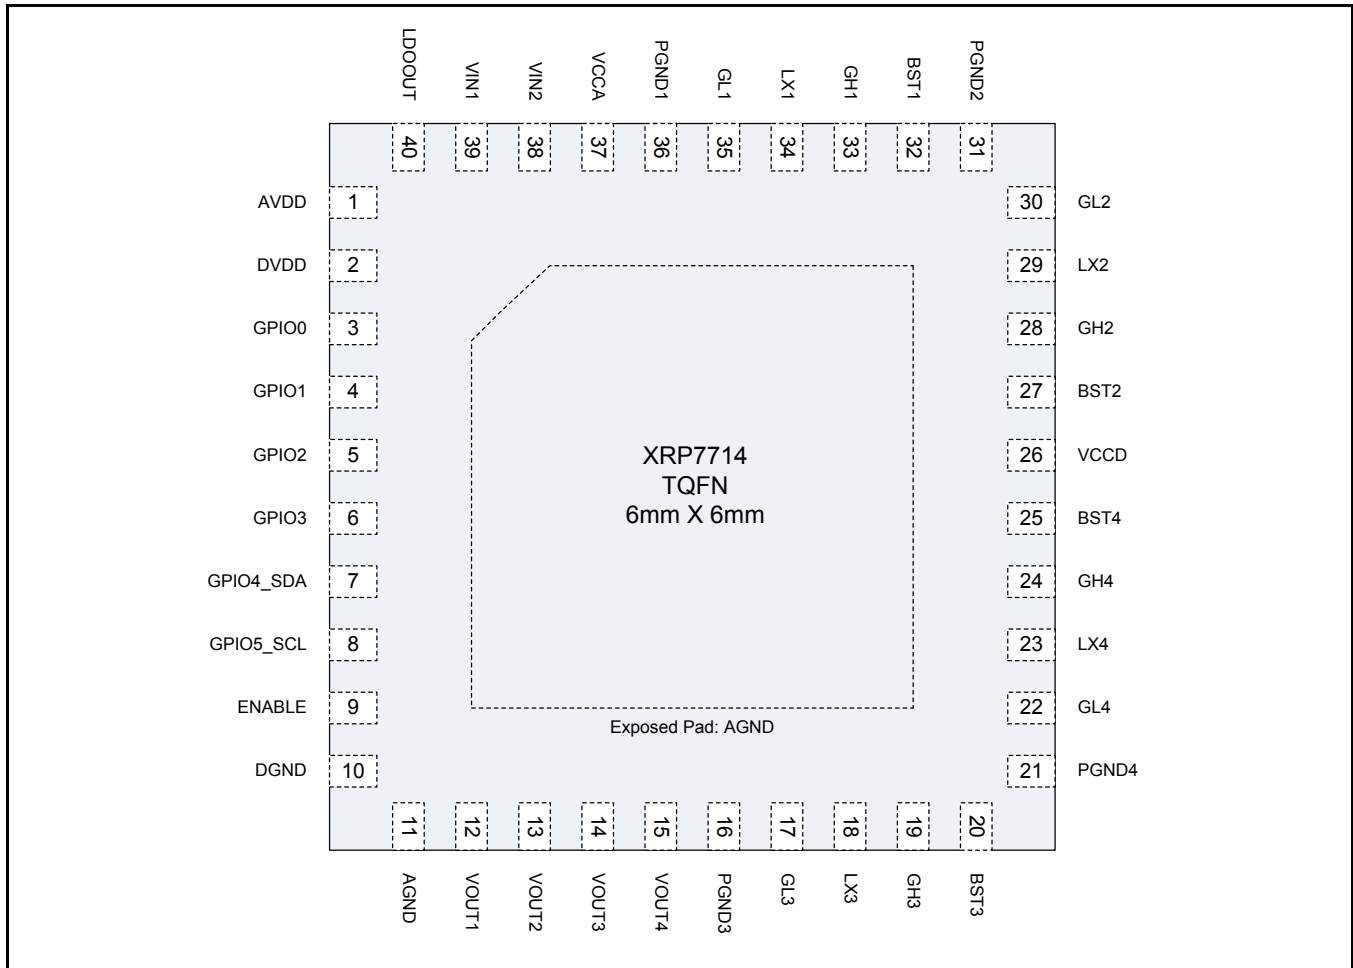 LDOOUT
VIN1
VIN2
VCCA
PGND1
GL1
LX1
GH1
BST1
PGND2
40
39
38
37
36
35
34
33
32
31
AVDD 1
DVDD 2
GPIO0 3
GPIO1 4
GPIO2 5
GPIO3 6
GPIO4_SDA 7
GPIO5_SCL 8
ENABLE 9
DGND 10
XRP7714
TQFN
6mm X 6mm
Exposed Pad: AGND
30 GL2
29 LX2
28 GH2
27 BST2
26 VCCD
25 BST4
24 GH4
23 LX4
22 GL4
21 PGND4
11
12
13
14
15
16
17
18
19
20
AGND
VOUT1
VOUT2
VOUT3
VOUT4
PGND3
GL3
LX3
GH3
BST3